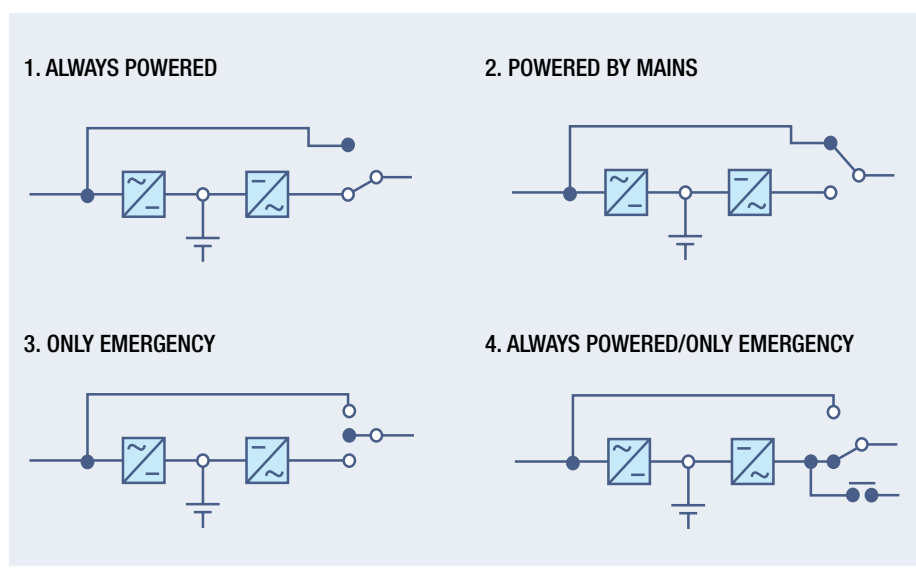 1. ALWAYS POWERED
2. POWERED BY MAINS
3. ONLY EMERGENCY
4. ALWAYS POWERED/ONLY EMERGENCY